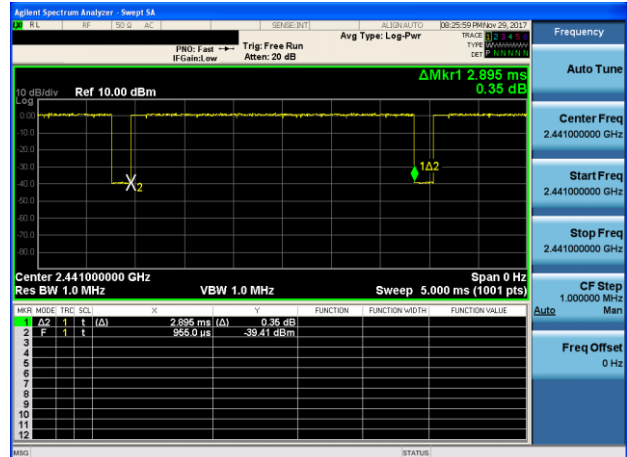 Agilent Spectrum Analyzer - Swept SA
RL RF 50 Ω AC SENSE:INT ALIGNAUTO 08:25:59 PM Nov 29, 2017
Avg Type: Log-Pwr TRACE 1 2 3 4 5 6
PNO: Fast Trig: Free Run TYPE
IFGain:Low Atten: 20 dB DET P N N N N N
ΔMkr1 2.895 ms
10 dB/div Ref 10.00 dBm 0.35 dB
Log
0.00
-10.0
-20.0
-30.0
1Δ2
-40.0
2
-50.0
-60.0
-70.0
-80.0
Center 2.441000000 GHz Span 0 Hz
Res BW 1.0 MHz VBW 1.0 MHz Sweep 5.000 ms (1001 pts)
MKR MODE TRC SCL X Y FUNCTION FUNCTION WIDTH FUNCTION VALUE
1 Δ2 1 t (Δ) 2.895 ms (Δ) 0.35 dB
2 F 1 t 955.0 µs -39.41 dBm
3
4
5
6
7
8
9
10
11
12
MSG STATUS
Frequency
Auto Tune
Center Freq
2.441000000 GHz
Start Freq
2.441000000 GHz
Stop Freq
2.441000000 GHz
CF Step
1.000000 MHz
Auto Man
Freq Offset
0 Hz